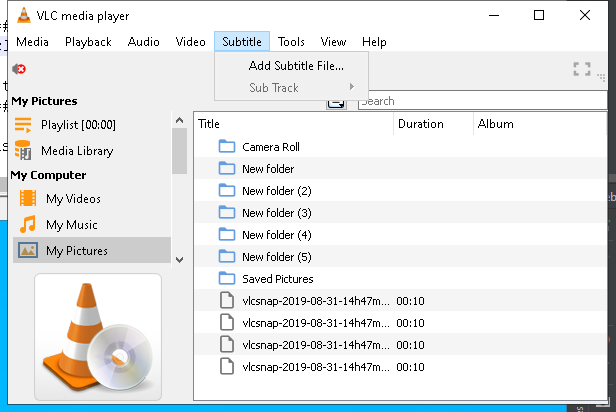 VLC media player
Media Playback Audio Video Subtitle Tools View Help
Add Subtitle File...
Sub Track
My Pictures
Search
Playlist [00:00]
Title Duration Album
Media Library
Camera Roll
My Computer
New folder
My Videos
New folder (2)
My Music
New folder (3)
My Pictures
New folder (4)
New folder (5)
Saved Pictures
vlcsnap-2019-08-31-14h47m... 00:10
vlcsnap-2019-08-31-14h47m... 00:10
vlcsnap-2019-08-31-14h47m... 00:10
vlcsnap-2019-08-31-14h47m... 00:10